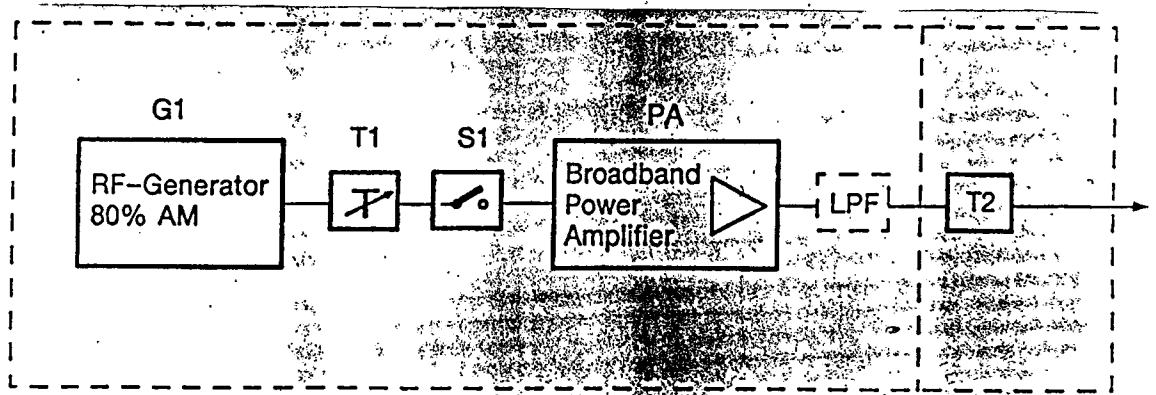 G1
T1
S1
PA
RF-Generator
80% AM
T
Broadband
Power
Amplifier
LPF
T2